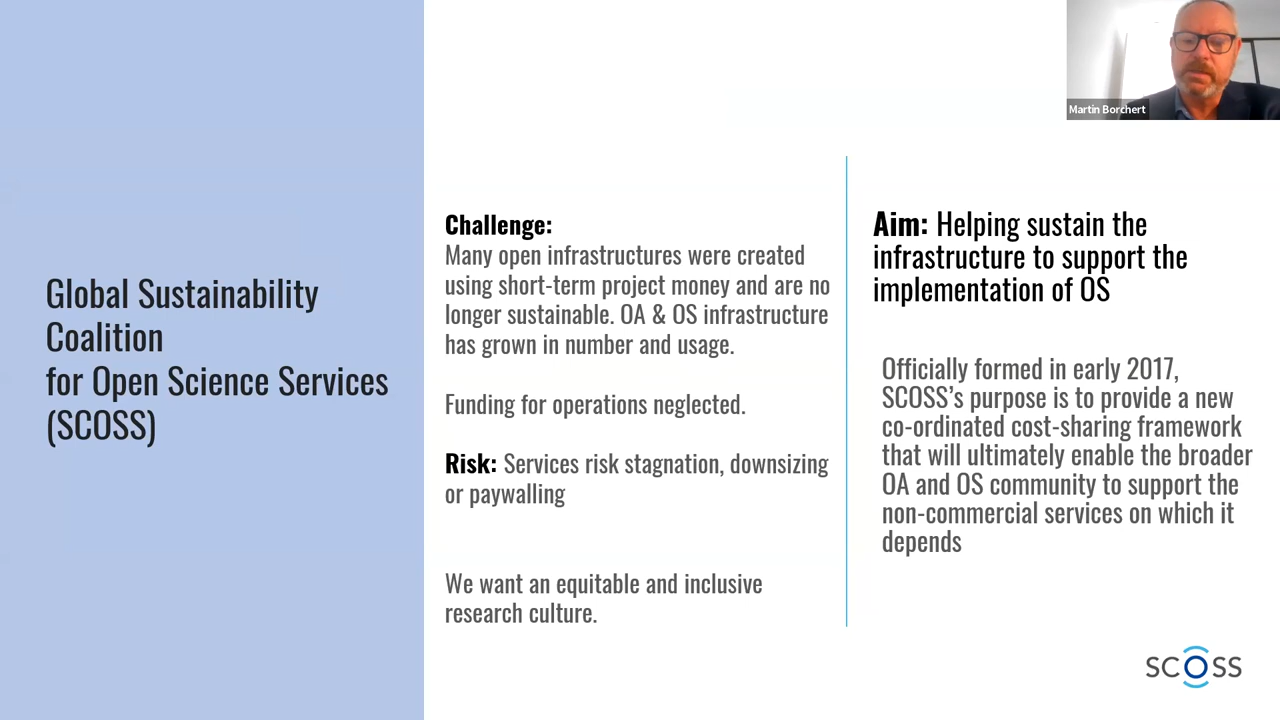 Martin Borchert
Global Sustainability
Coalition
for Open Science Services
(SCOSS)
Challenge:
Many open infrastructures were created
using short-term project money and are no
longer sustainable. OA & OS infrastructure
has grown in number and usage.
Funding for operations neglected.
Risk: Services risk stagnation, downsizing
or paywalling
We want an equitable and inclusive
research culture.
Aim: Helping sustain the
infrastructure to support the
implementation of OS
Officially formed in early 2017,
SCOSS’s purpose is to provide a new
co-ordinated cost-sharing framework
that will ultimately enable the broader
OA and OS community to support the
non-commercial services on which it
depends
SCOSS